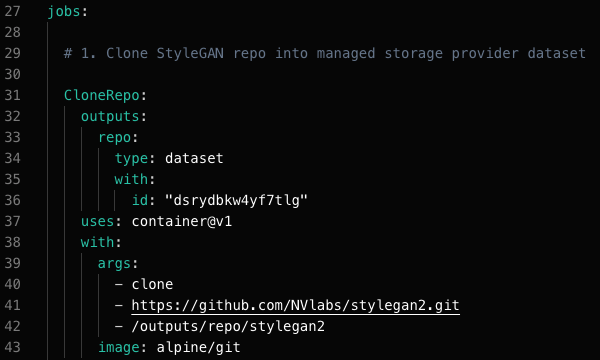 27 jobs:
28
29 # 1. Clone StyleGAN repo into managed storage provider dataset
30
31 CloneRepo:
32 outputs:
33 repo:
34 type: dataset
35 with:
36 id: "dsrydbkw4yf7tlg"
37 uses: container@v1
38 with:
39 args:
40 - clone
41 - https://github.com/NVlabs/stylegan2.git
42 - /outputs/repo/stylegan2
43 image: alpine/git